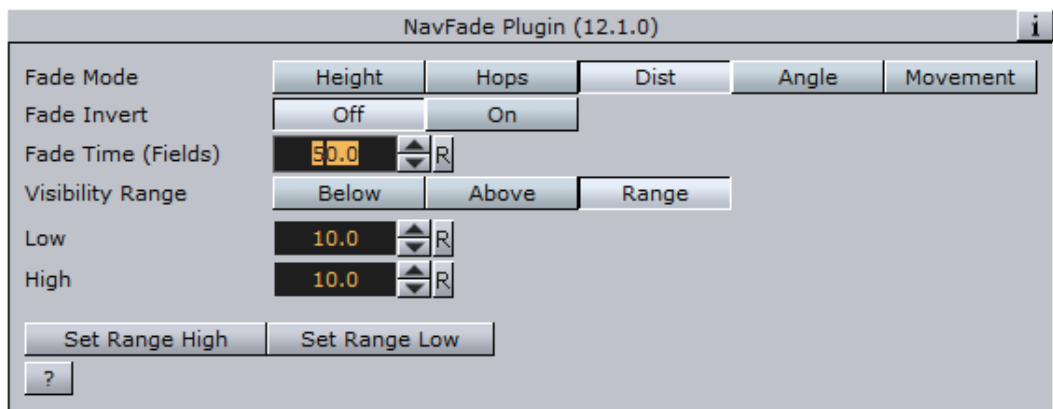 NavFade Plugin (12.1.0) i
Fade Mode Height Hops Dist Angle Movement
Fade Invert Off On
Fade Time (Fields) 50.0 R
Visibility Range Below Above Range
Low 10.0 R
High 10.0 R
Set Range High Set Range Low
?